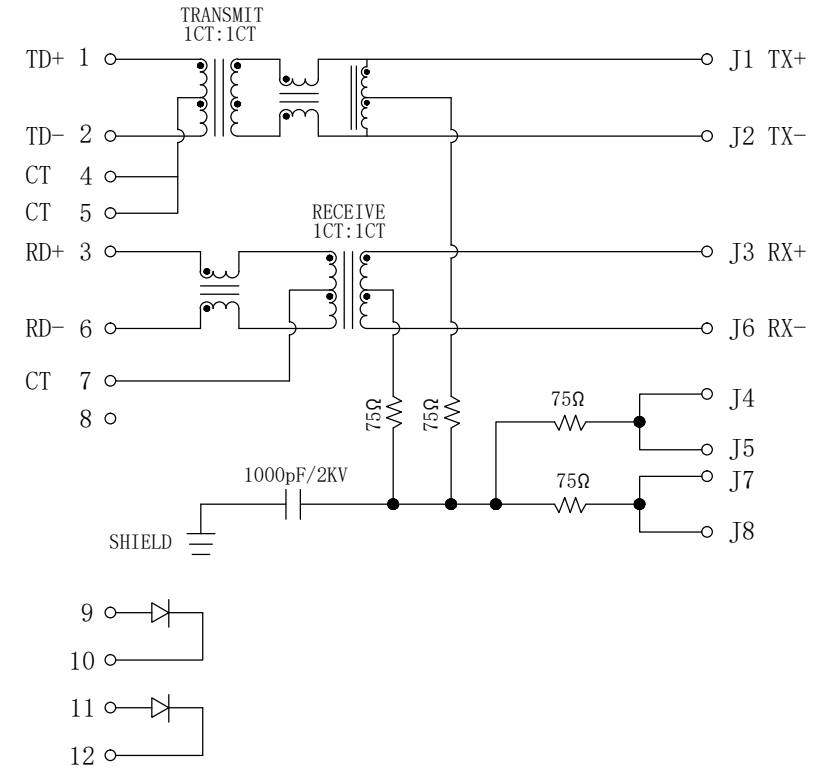 TRANSMIT
1CT:1CT
TD+ 1
J1 TX+
TD- 2
J2 TX-
CT 4
CT 5
RECEIVE
1CT:1CT
RD+ 3
J3 RX+
RD- 6
J6 RX-
CT 7
8
75Ω
75Ω
75Ω
J4
J5
1000pF/2KV
75Ω
J7
J8
SHIELD
9
10
11
12